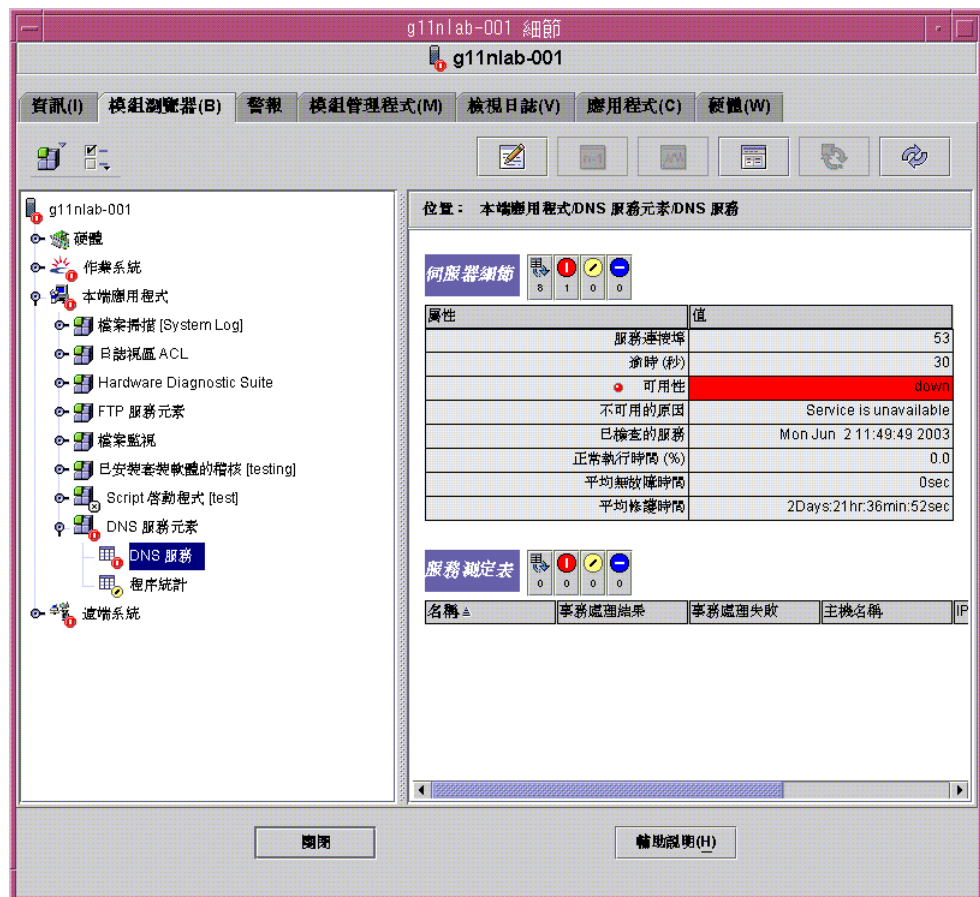 g11nlab-001 細節
g11nlab-001
資訊(I) 模組瀏覽器(B) 警報 模組管理程式(M) 檢視日誌(V) 應用程式(C) 硬體(W)
g11nlab-001
硬體
作業系統
本端應用程式
檔案掃描 [System Log]
日誌視區 ACL
Hardware Diagnostic Suite
FTP 服務元素
檔案監視
已安裝套裝軟體的稽核 [testing]
Script 啓動程式 [test]
DNS 服務元素
DNS 服務
程序統計
遠端系統
位置： 本端應用程式/DNS 服務元素/DNS 服務
伺服器細節
8 1 0 0
屬性 值
服務連接埠 53
逾時 (秒) 30
可用性 down
不可用的原因 Service is unavailable
已檢查的服務 Mon Jun 2 11:49:49 2003
正常執行時間 (%) 0.0
平均無故障時間 0sec
平均修護時間 2Days:21hr:36min:52sec
服務測定表
0 0 0 0
名稱 事務處理結果 事務處理失敗 主機名稱 IP
關閉 輔助說明(H)